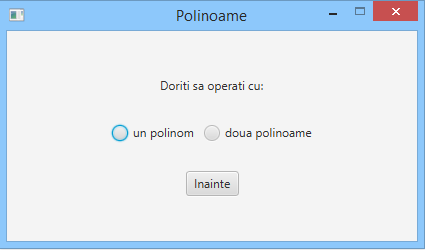 Polinoame
Doriti sa operati cu:
un polinom doua polinoame
Inainte